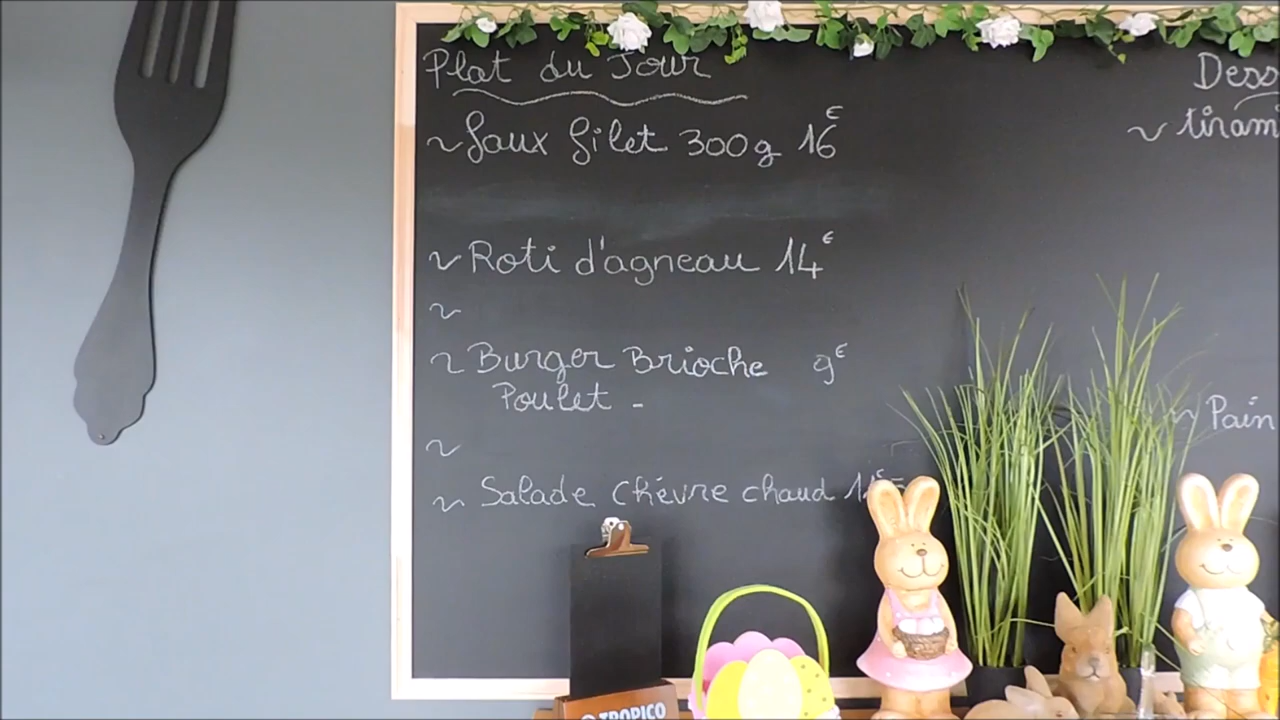 Plat du Jour
~ Faux filet 300g 16€
~ Roti d'agneau 14€
~
~ Burger Brioche 9€
Poulet -
~
~ Salade Chévre chaud
Dess
~ tiram
~ Pain
TROPICO